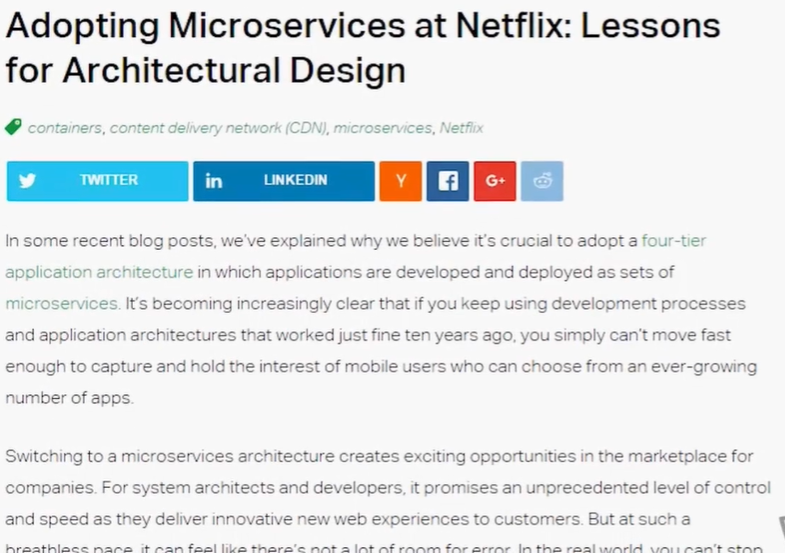 Adopting Microservices at Netflix: Lessons
for Architectural Design
containers, content delivery network (CDN), microservices, Netflix
TWITTER in LINKEDIN Y f G+
In some recent blog posts, we've explained why we believe it's crucial to adopt a four-tier
application architecture in which applications are developed and deployed as sets of
microservices. It's becoming increasingly clear that if you keep using development processes
and application architectures that worked just fine ten years ago, you simply can't move fast
enough to capture and hold the interest of mobile users who can choose from an ever-growing
number of apps.
Switching to a microservices architecture creates exciting opportunities in the marketplace for
companies. For system architects and developers, it promises an unprecedented level of control
and speed as they deliver innovative new web experiences to customers. But at such a
breathless pace, it can feel like there's not a lot of room for error. In the real world, you can't stop